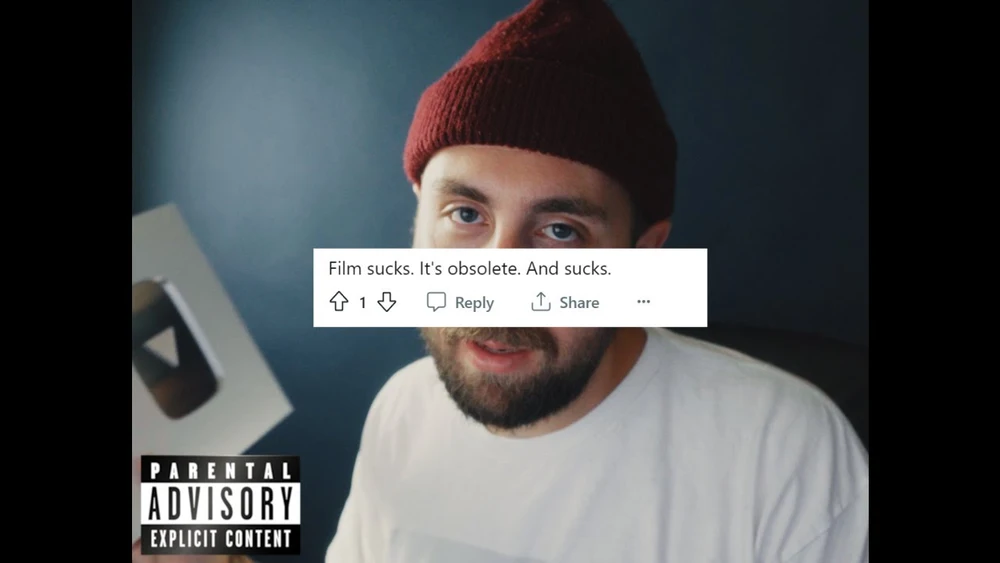 Film sucks. It's obsolete. And sucks.
1 Reply Share ...
PARENTAL
ADVISORY
EXPLICIT CONTENT